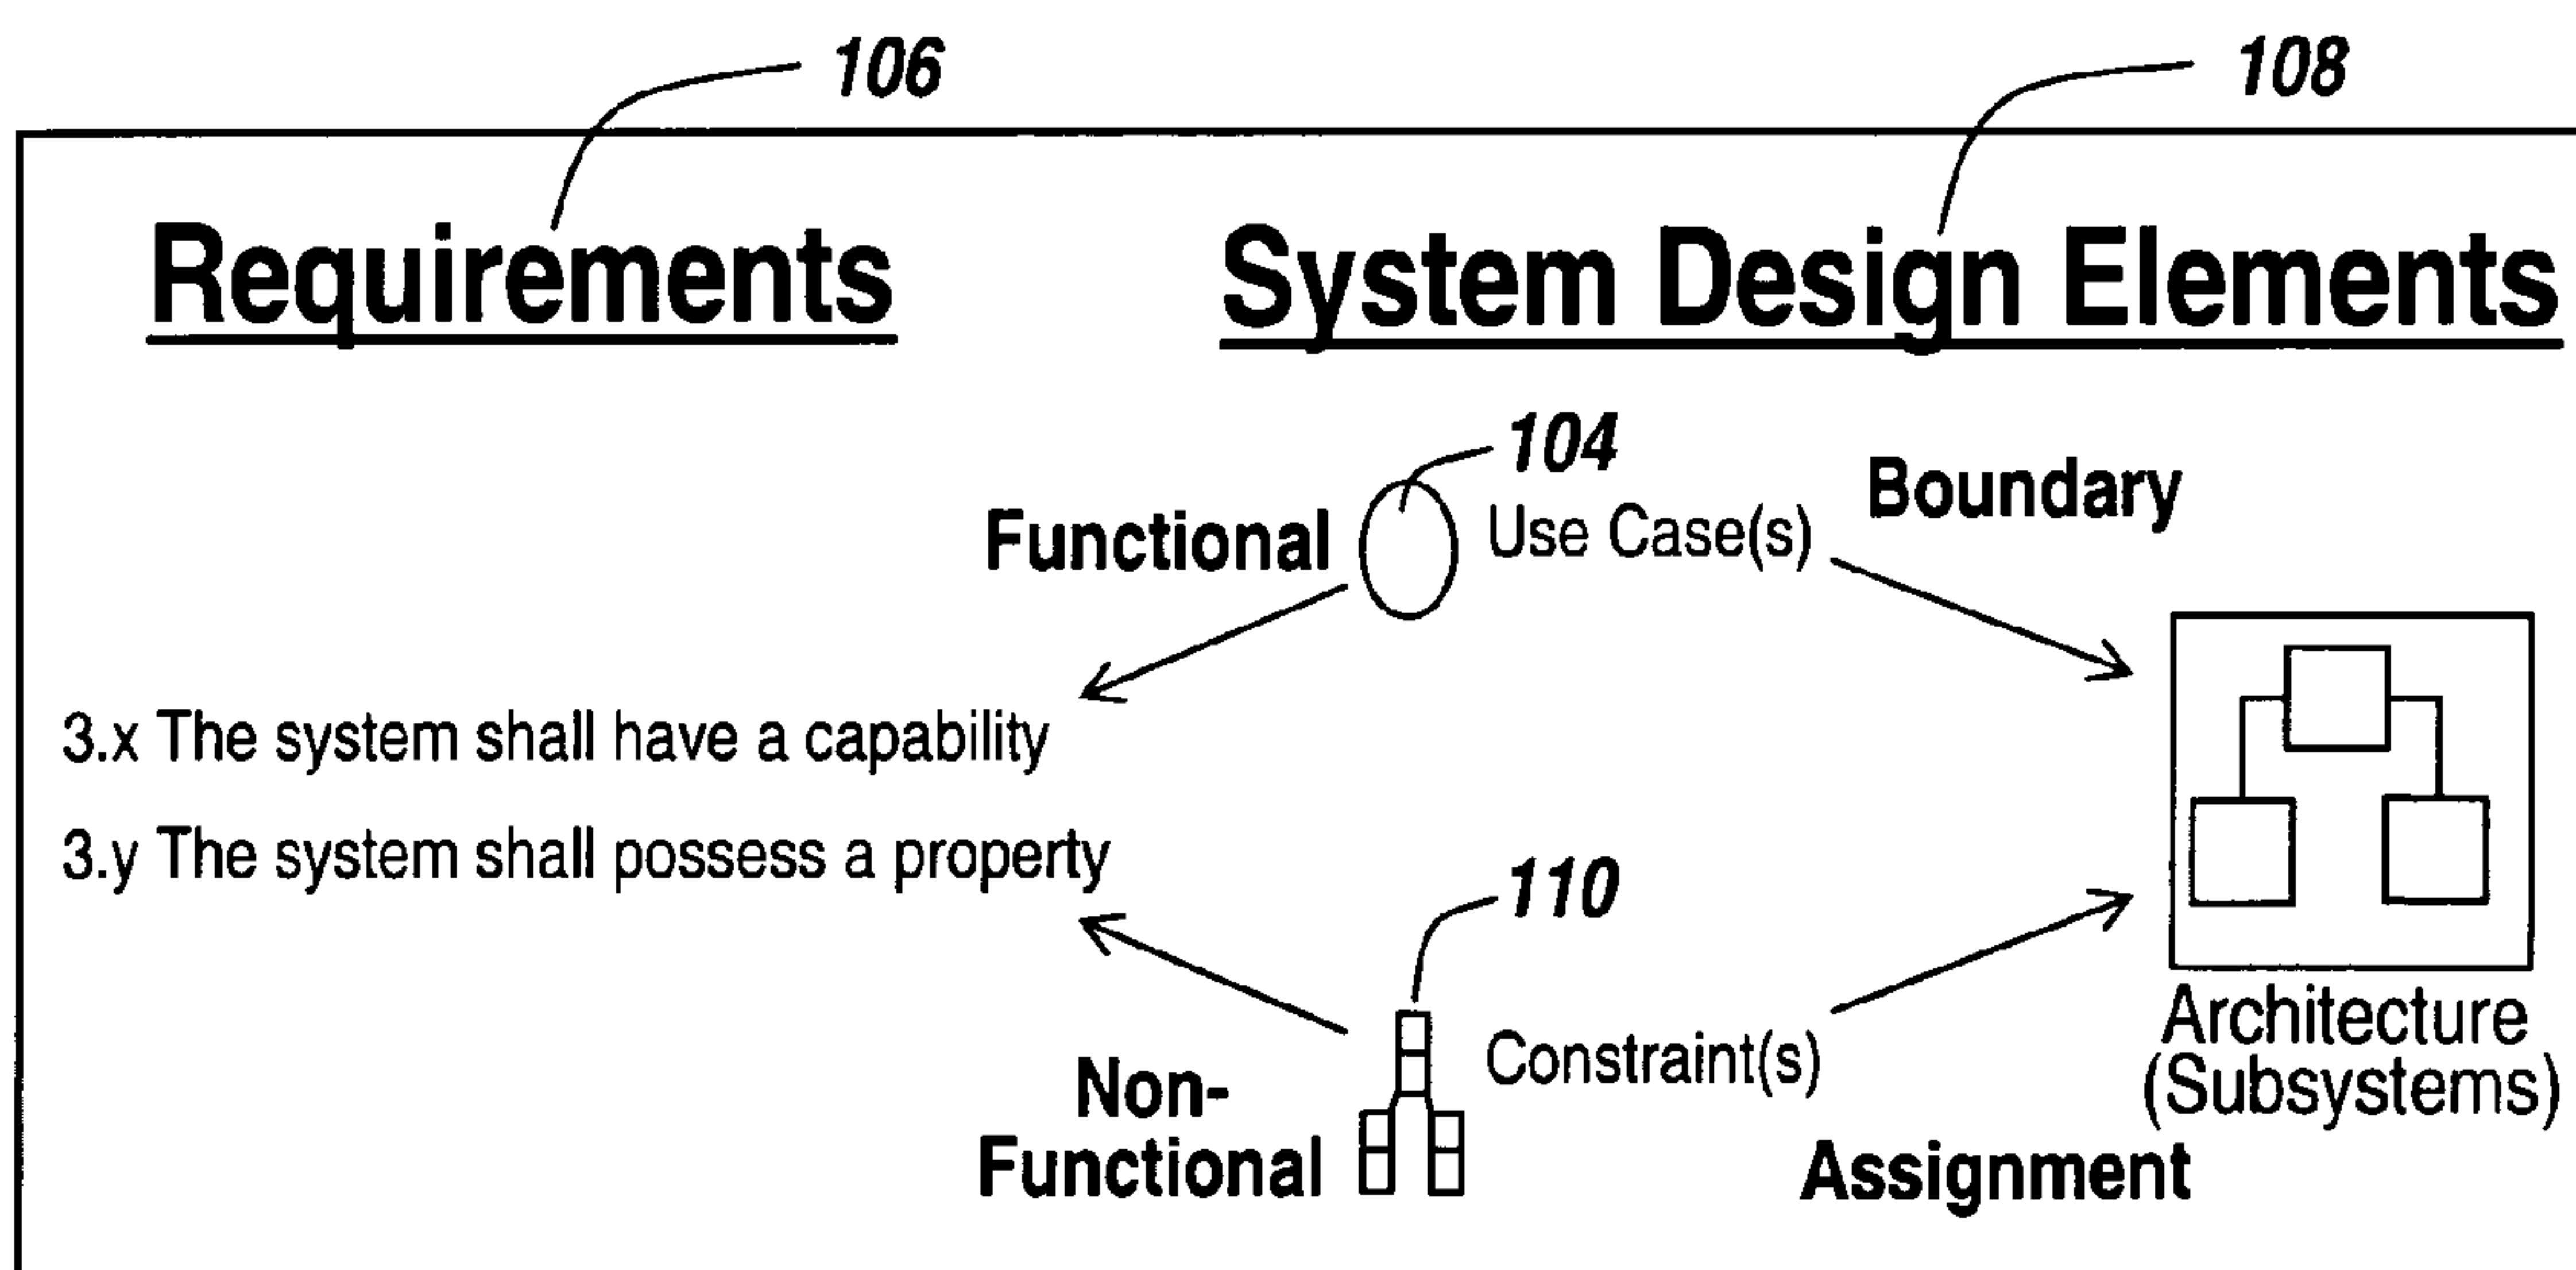 106
108
Requirements
System Design Elements
104
Functional
Use Case(s)
Boundary
3.x The system shall have a capability
3.y The system shall possess a property
110
Non-
Functional
Constraint(s)
Architecture
(Subsystems)
Assignment